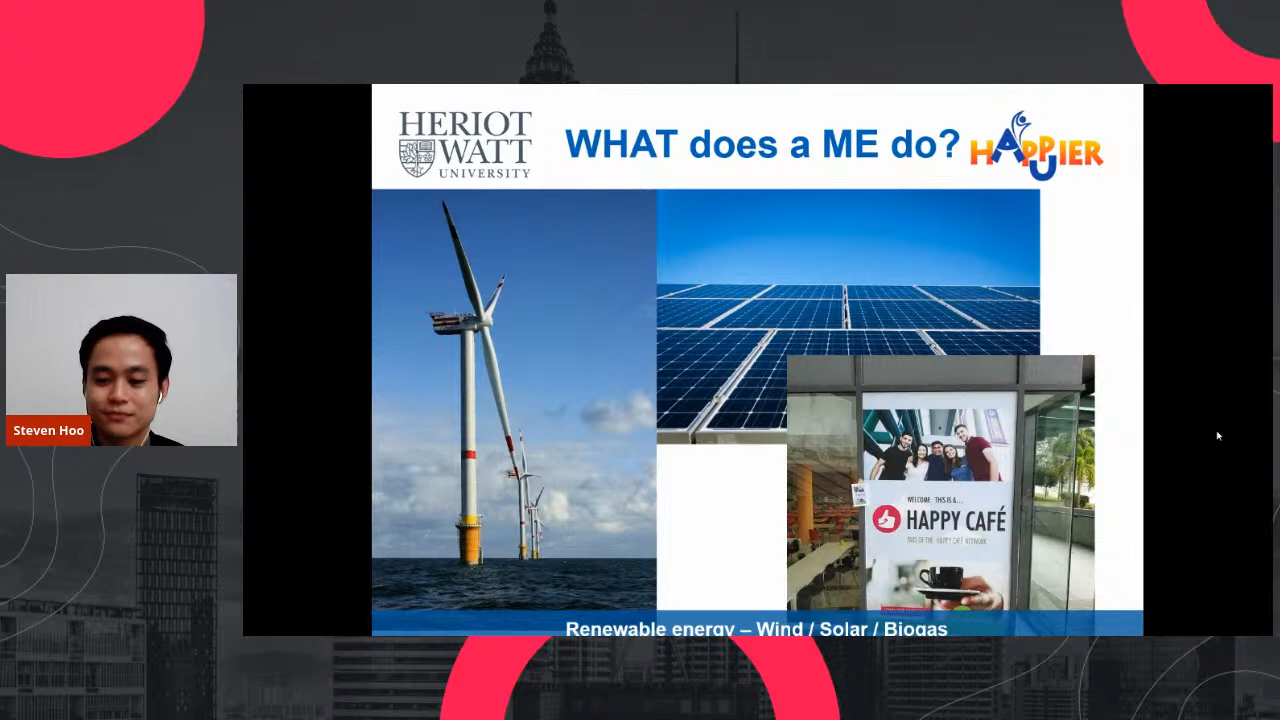 HERIOT
WATT
UNIVERSITY
WHAT does a ME do?
HAPPUIER
Steven Hoo
WELCOME. THIS IS A...
HAPPY CAFÉ
PART OF THE HAPPY CAFÉ NETWORK
Renewable energy – Wind / Solar / Biogas